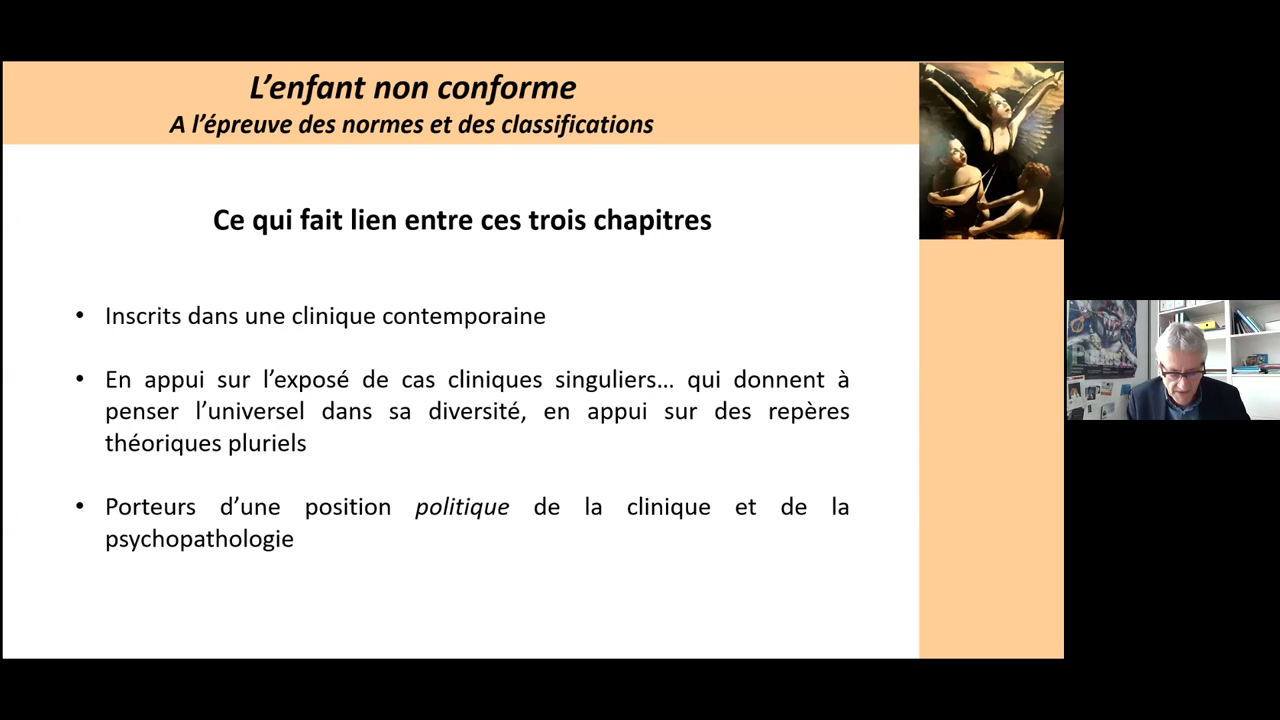 L’enfant non conforme
A l’épreuve des normes et des classifications
Ce qui fait lien entre ces trois chapitres
• Inscrits dans une clinique contemporaine
• En appui sur l’exposé de cas cliniques singuliers… qui donnent à
penser l’universel dans sa diversité, en appui sur des repères
théoriques pluriels
• Porteurs d’une position politique de la clinique et de la
psychopathologie